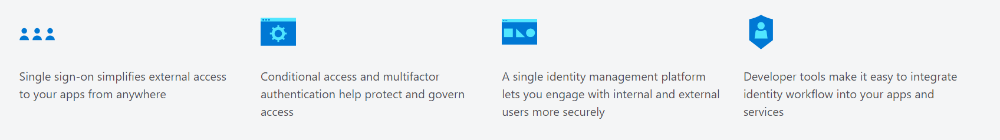 Single sign-on simplifies external access
to your apps from anywhere
Conditional access and multifactor
authentication help protect and govern
access
A single identity management platform
lets you engage with internal and external
users more securely
Developer tools make it easy to integrate
identity workflow into your apps and
services